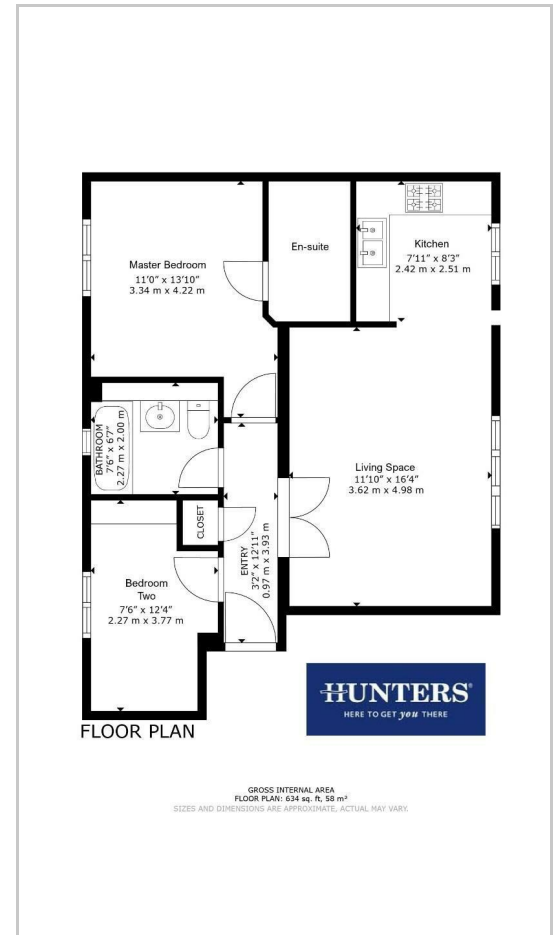 En-suite
Kitchen
7'11" x 8'3"
2.42 m x 2.51 m
Master Bedroom
11'0" x 13'10"
3.34 m x 4.22 m
BATHROOM
7'6" x 6'7"
2.27 m x 2.00 m
Living Space
11'10" x 16'4"
3.62 m x 4.98 m
CLOSET
ENTRY
3'2" x 12'11"
0.97 m x 3.93 m
Bedroom
Two
7'6" x 12'4"
2.27 m x 3.77 m
HUNTERS®
HERE TO GET you THERE
FLOOR PLAN
GROSS INTERNAL AREA
FLOOR PLAN: 634 sq. ft, 58 m²
SIZES AND DIMENSIONS ARE APPROXIMATE, ACTUAL MAY VARY.